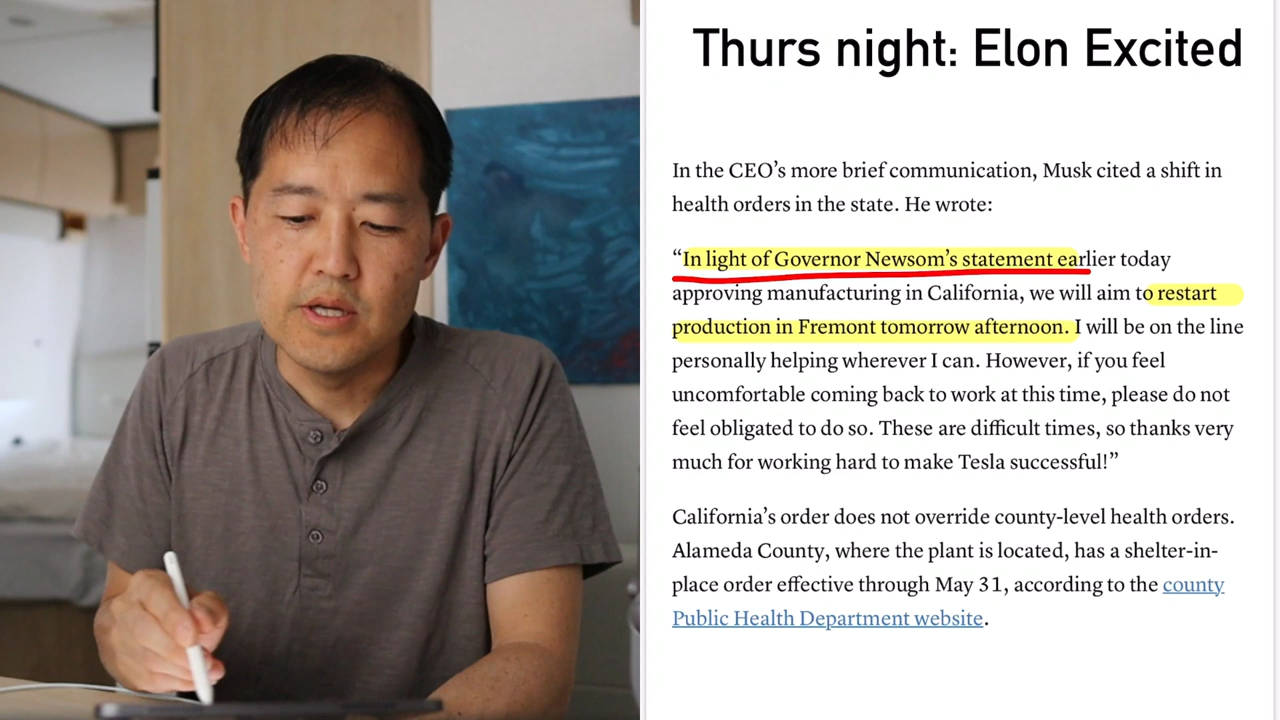 Thurs night: Elon Excited
In the CEO’s more brief communication, Musk cited a shift in
health orders in the state. He wrote:
“In light of Governor Newsom’s statement earlier today
approving manufacturing in California, we will aim to restart
production in Fremont tomorrow afternoon. I will be on the line
personally helping wherever I can. However, if you feel
uncomfortable coming back to work at this time, please do not
feel obligated to do so. These are difficult times, so thanks very
much for working hard to make Tesla successful!”
California’s order does not override county-level health orders.
Alameda County, where the plant is located, has a shelter-in-
place order effective through May 31, according to the county
Public Health Department website.